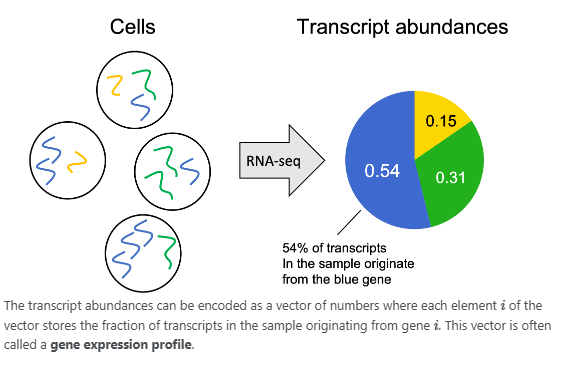 Cells
Transcript abundances
RNA-seq
0.15
0.54
0.31
54% of transcripts
In the sample originate
from the blue gene
The transcript abundances can be encoded as a vector of numbers where each element i of the
vector stores the fraction of transcripts in the sample originating from gene i. This vector is often
called a gene expression profile.